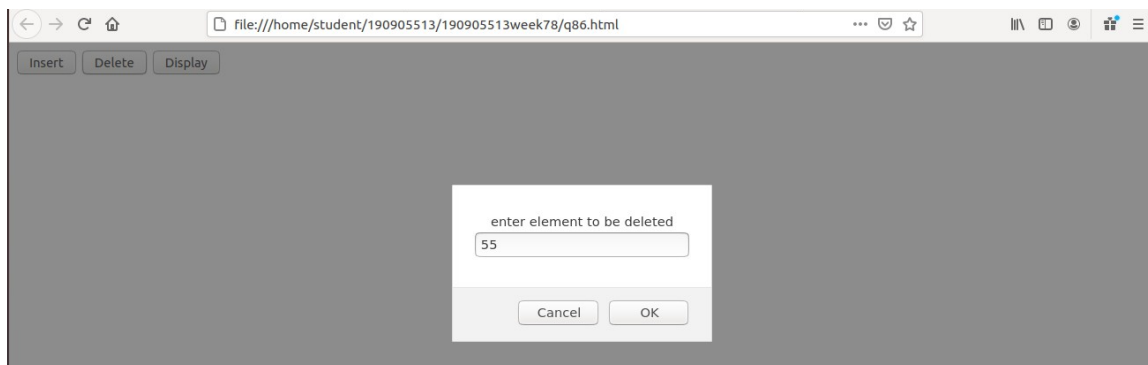 file:///home/student/190905513/190905513week78/q86.html
Insert Delete Display
enter element to be deleted
55
Cancel OK